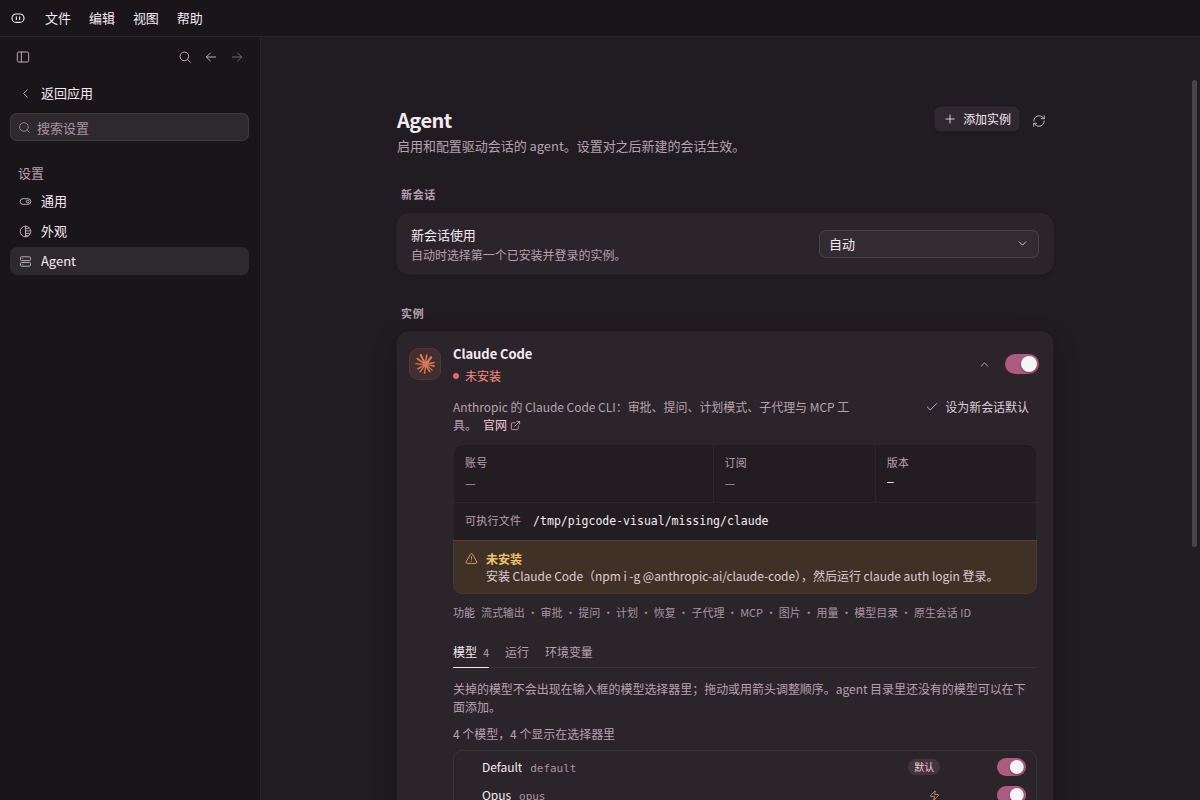 文件 编辑 视图 帮助
返回应用
搜索设置
设置
通用
外观
Agent
Agent
添加实例
启用和配置驱动会话的 agent。设置对之后新建的会话生效。
新会话
新会话使用
自动时选择第一个已安装并登录的实例。
自动
实例
Claude Code
未安装
Anthropic 的 Claude Code CLI：审批、提问、计划模式、子代理与 MCP 工
具。 官网
设为新会话默认
账号 订阅 版本
— — –
可执行文件 /tmp/pigcode-visual/missing/claude
未安装
安装 Claude Code（npm i -g @anthropic-ai/claude-code），然后运行 claude auth login 登录。
功能 流式输出 · 审批 · 提问 · 计划 · 恢复 · 子代理 · MCP · 图片 · 用量 · 模型目录 · 原生会话 ID
模型 4 运行 环境变量
关掉的模型不会出现在输入框的模型选择器里；拖动或用箭头调整顺序。agent 目录里还没有的模型可以在下
面添加。
4 个模型，4 个显示在选择器里
Default default 默认
Opus opus